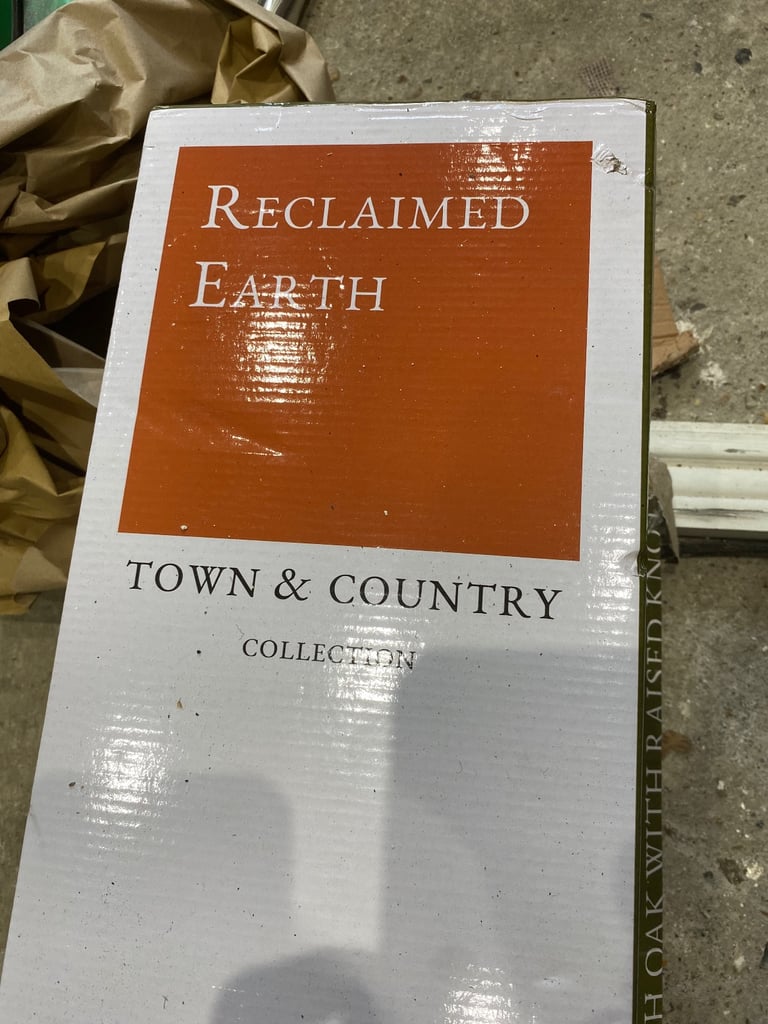 RECLAIMED
EARTH
TOWN & COUNTRY
COLLECTION
OAK WITH RAISED